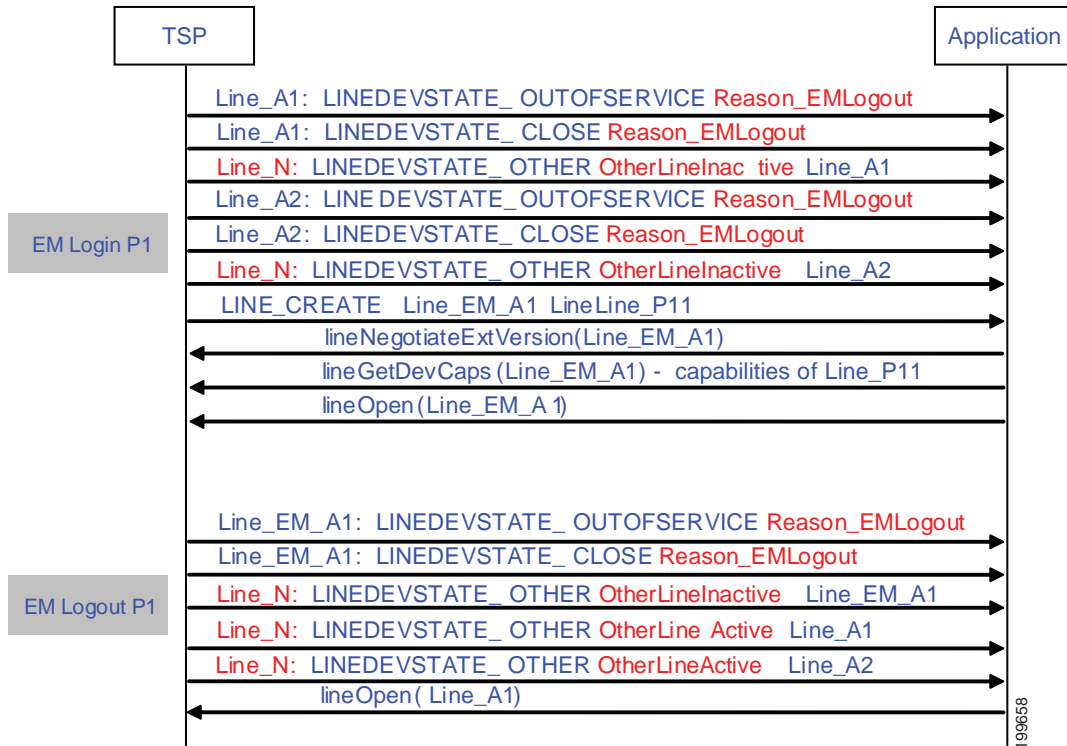 TSP
Application
Line_A1: LINEDEVSTATE_ OUTOFSERVICE Reason_EMLogout
Line_A1: LINEDEVSTATE_ CLOSE Reason_EMLogout
Line_N: LINEDEVSTATE_ OTHER OtherLineInac tive Line_A1
Line_A2: LINEDEVSTATE_ OUTOFSERVICE Reason_EMLogout
EM Login P1
Line_A2: LINEDEVSTATE_ CLOSE Reason_EMLogout
Line_N: LINEDEVSTATE_ OTHER OtherLineInactive Line_A2
LINE_CREATE Line_EM_A1 LineLine_P11
lineNegotiateExtVersion(Line_EM_A1)
lineGetDevCaps (Line_EM_A1) - capabilities of Line_P11
lineOpen (Line_EM_A 1)
Line_EM_A1: LINEDEVSTATE_ OUTOFSERVICE Reason_EMLogout
Line_EM_A1: LINEDEVSTATE_ CLOSE Reason_EMLogout
EM Logout P1
Line_N: LINEDEVSTATE_ OTHER OtherLineInactive Line_EM_A1
Line_N: LINEDEVSTATE_ OTHER OtherLine Active Line_A1
Line_N: LINEDEVSTATE_ OTHER OtherLineActive Line_A2
lineOpen ( Line_A1)
199658